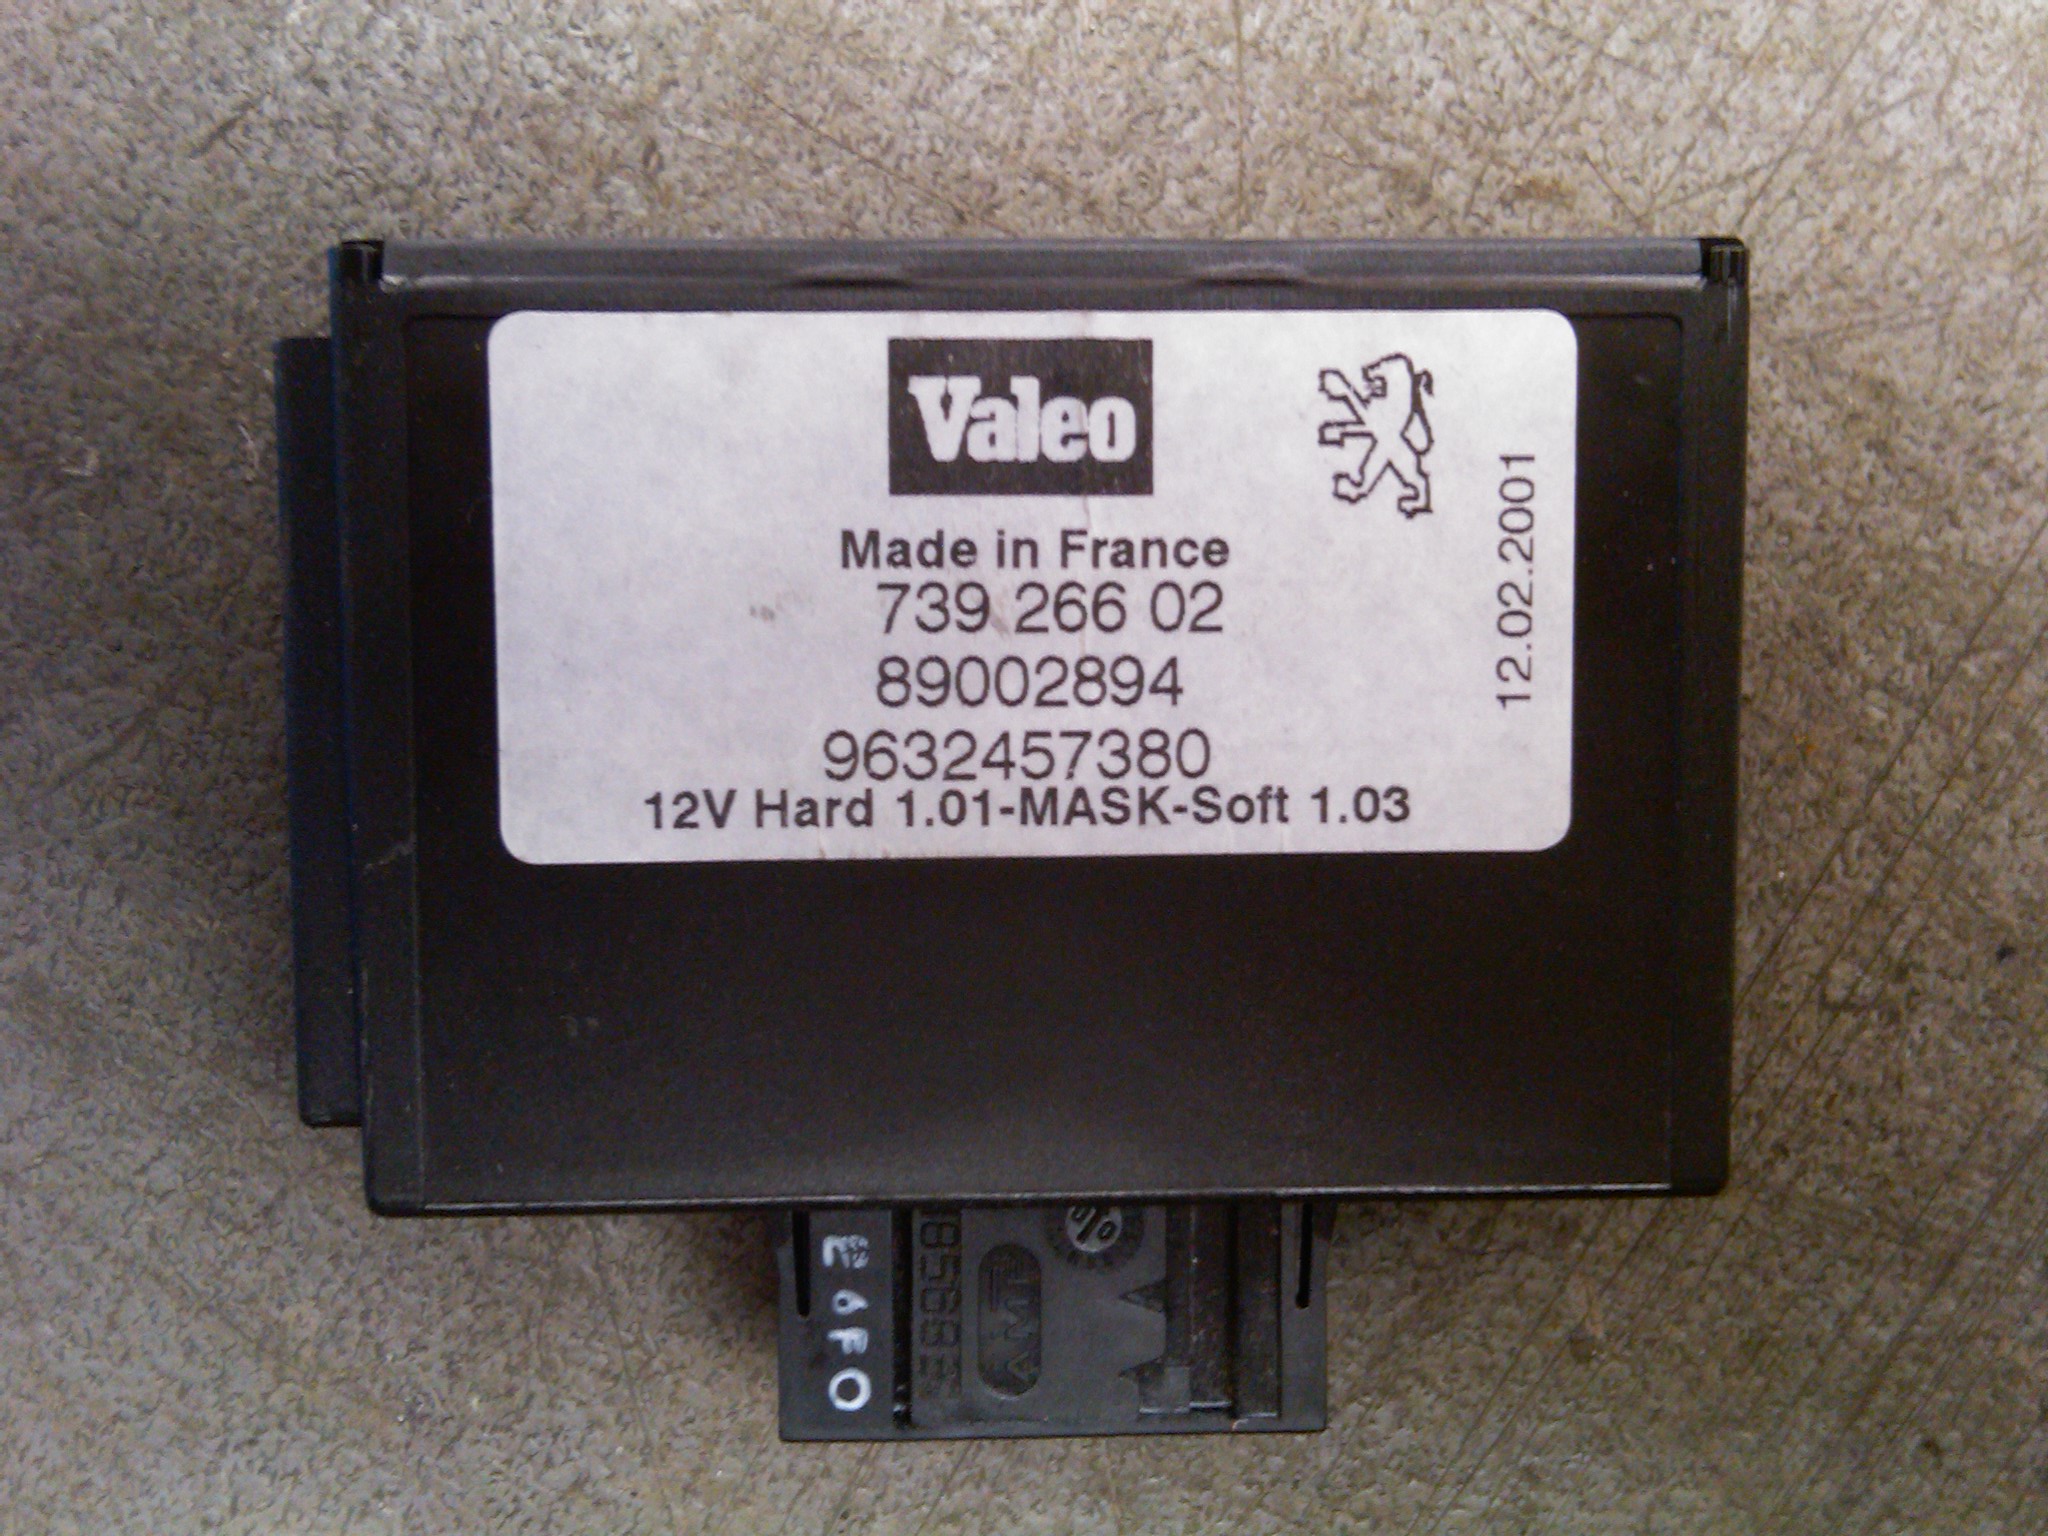 Valeo
Made in France
739 266 02
89002894
9632457380
12V Hard 1.01-MASK-Soft 1.03
12.02.2001
AMP